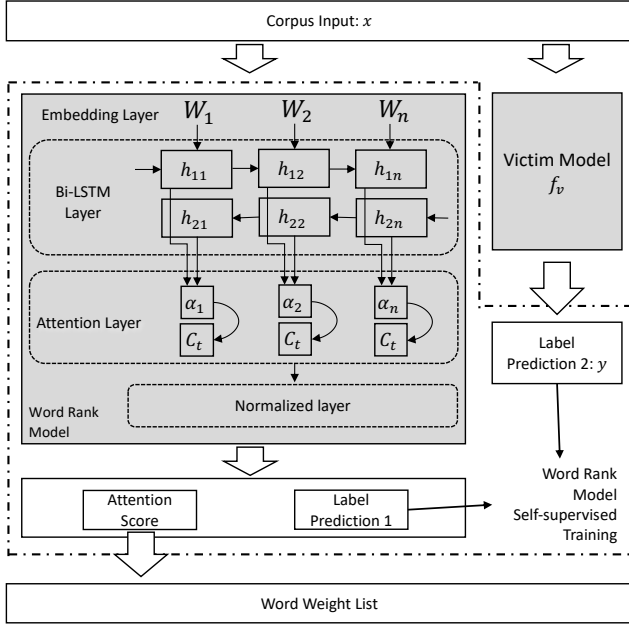 Corpus Input: x
Embedding Layer
W₁ W₂ Wₙ
h₁₁ h₁₂ h₁ₙ
Bi-LSTM
Layer
h₂₁ h₂₂ h₂ₙ
α₁ α₂ αₙ
Attention Layer
Cₜ Cₜ Cₜ
Normalized layer
Word Rank
Model
Victim Model
fᵥ
Label
Prediction 2: y
Attention
Score
Label
Prediction 1
Word Rank
Model
Self-supervised
Training
Word Weight List